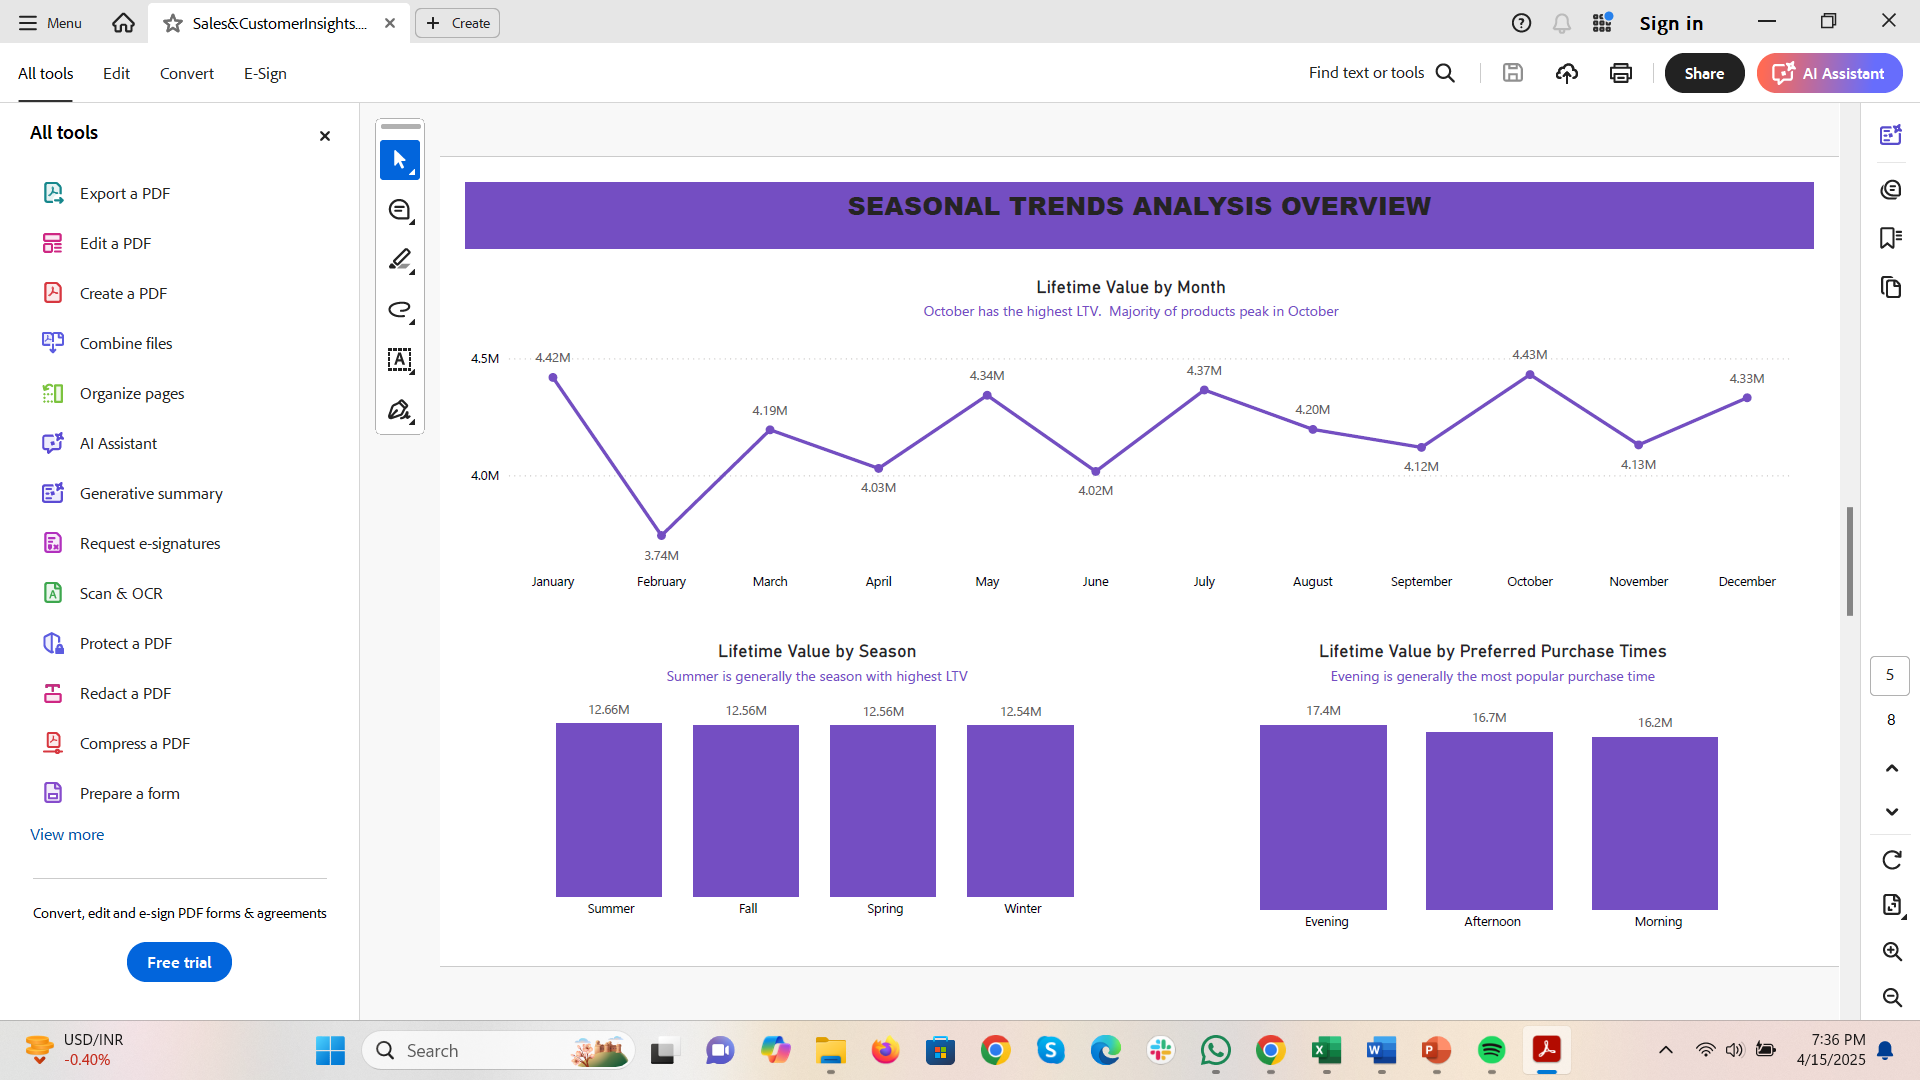 Menu
Sales&CustomerInsights....
Create
Sign in
All tools
Edit
Convert
E-Sign
Find text or tools
Share
AI Assistant
All tools
Export a PDF
Edit a PDF
Create a PDF
Combine files
Organize pages
AI Assistant
Generative summary
Request e-signatures
Scan & OCR
Protect a PDF
Redact a PDF
Compress a PDF
Prepare a form
View more
Convert, edit and e-sign PDF forms & agreements
Free trial
SEASONAL TRENDS ANALYSIS OVERVIEW
Lifetime Value by Month
October has the highest LTV. Majority of products peak in October
4.5M
4.0M
4.42M
3.74M
4.19M
4.03M
4.34M
4.02M
4.37M
4.20M
4.12M
4.43M
4.13M
4.33M
January February March April May June July August September October November December
Lifetime Value by Season
Summer is generally the season with highest LTV
12.66M 12.56M 12.56M 12.54M
Summer Fall Spring Winter
Lifetime Value by Preferred Purchase Times
Evening is generally the most popular purchase time
17.4M 16.7M 16.2M
Evening Afternoon Morning
5
8
USD/INR
-0.40%
Search
7:36 PM
4/15/2025